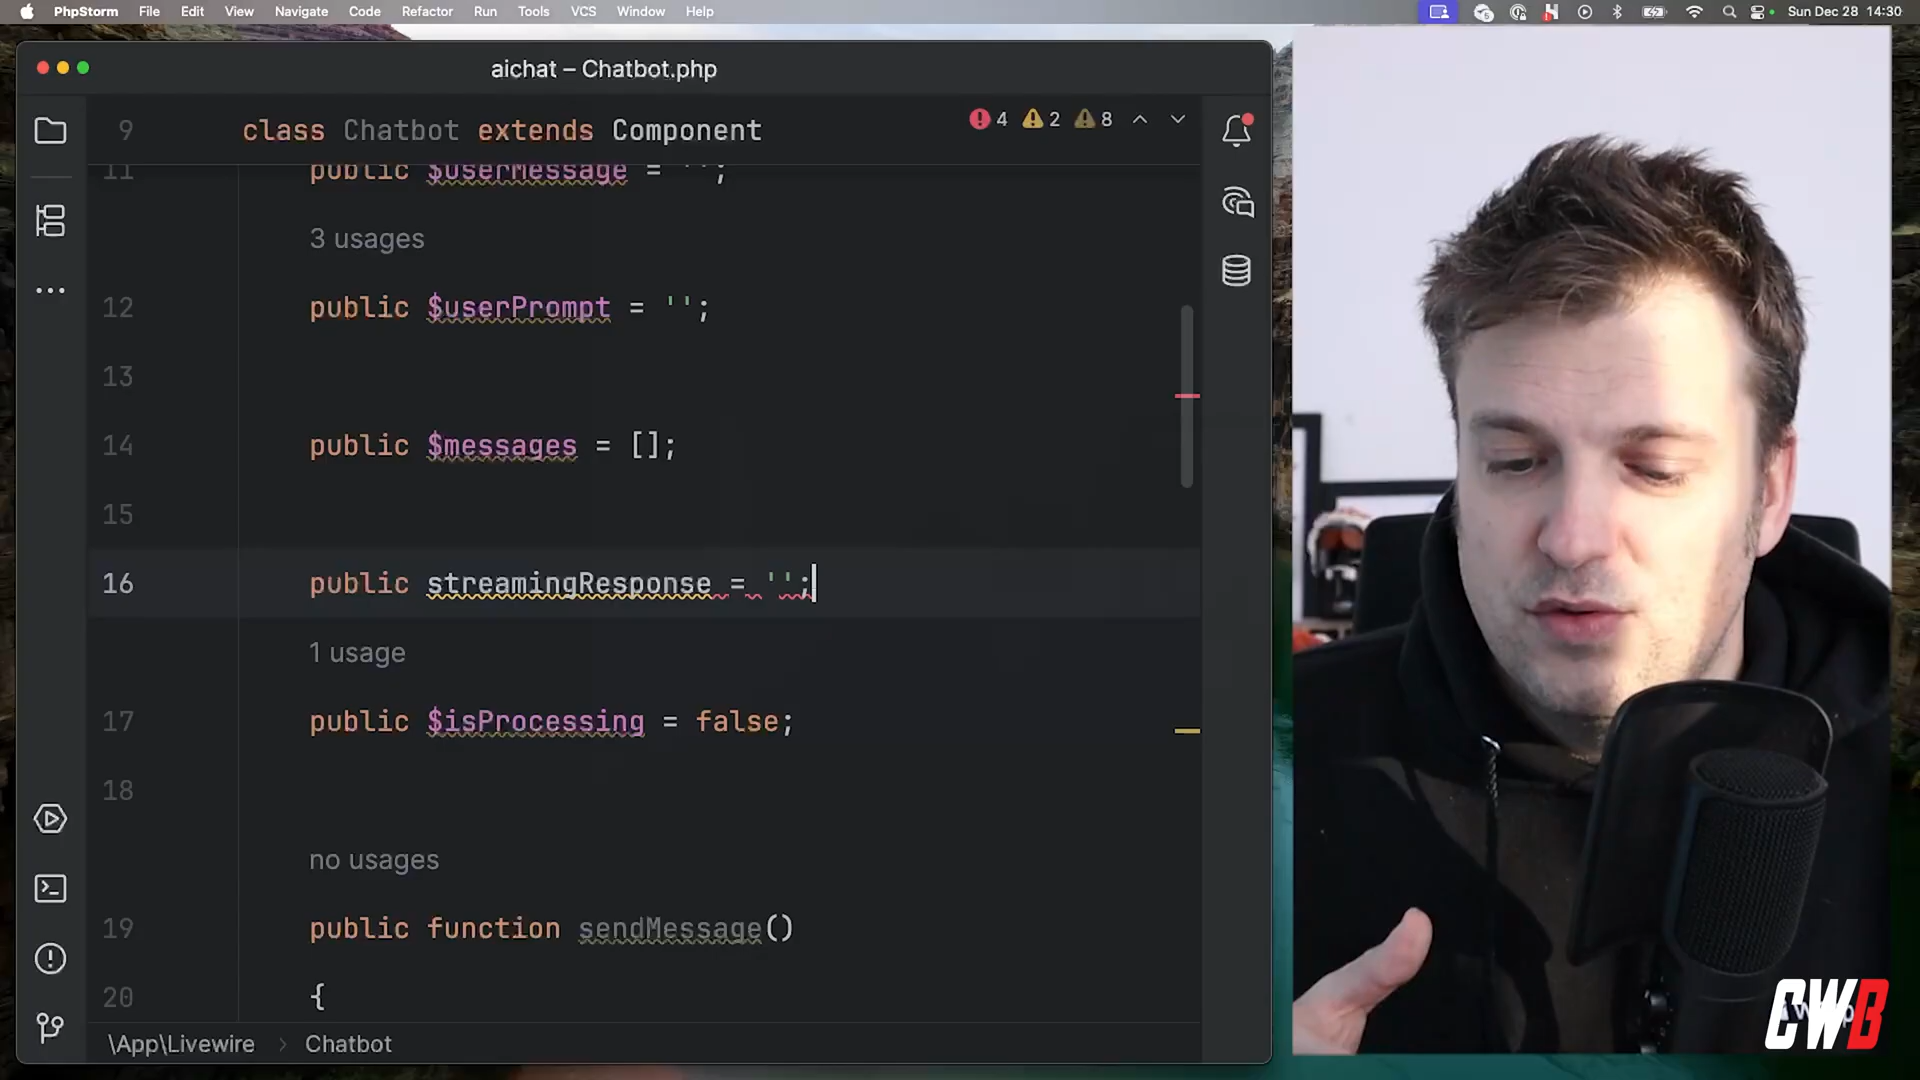 PhpStorm File Edit View Navigate Code Refactor Run Tools VCS Window Help Sun Dec 28 14:30
aichat – Chatbot.php
9 class Chatbot extends Component 4 2 8
11 public $userMessage = '';
3 usages
12 public $userPrompt = '';
13
14 public $messages = [];
15
16 public streamingResponse = '';
1 usage
17 public $isProcessing = false;
18
no usages
19 public function sendMessage()
20 {
\App\Livewire › Chatbot
CWB